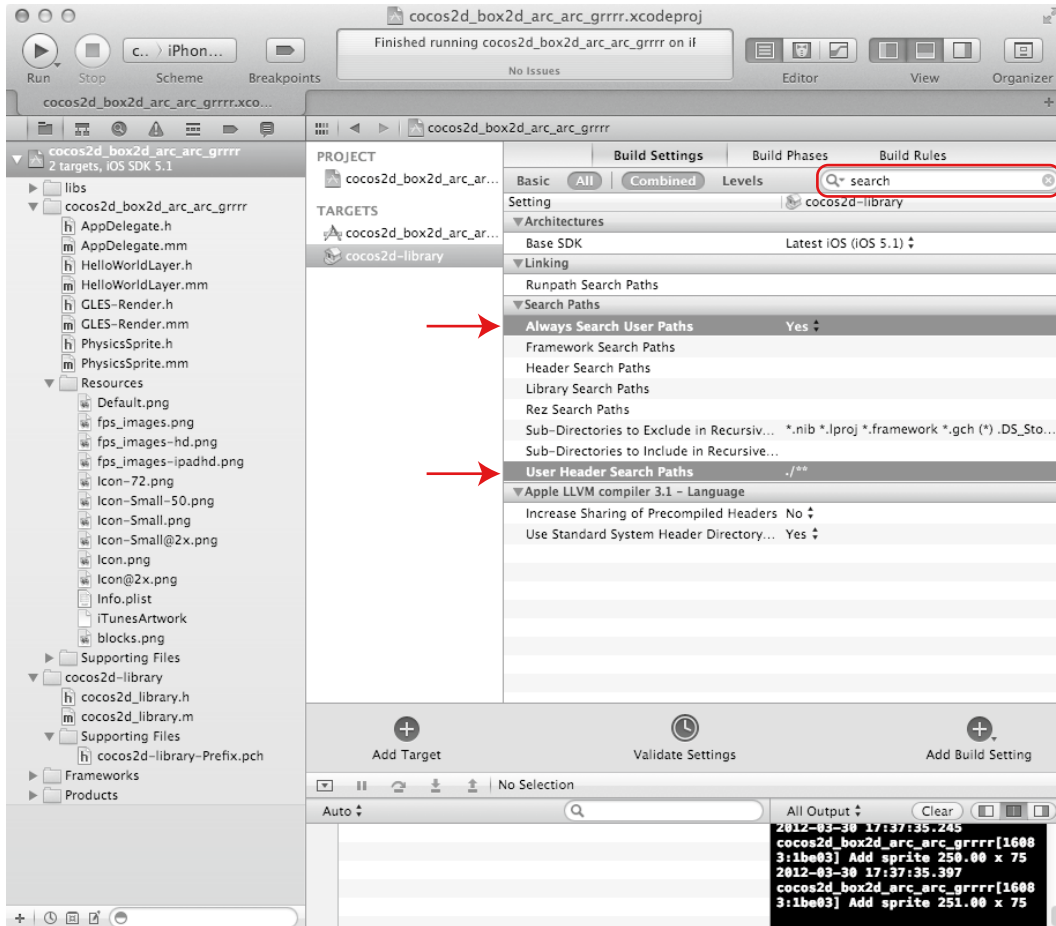 cocos2d_box2d_arc_arc_grrrr.xcodeproj
c.. › iPhon...
Finished running cocos2d_box2d_arc_arc_grrrr on iF
No Issues
Run Stop Scheme Breakpoints Editor View Organizer
cocos2d_box2d_arc_arc_grrrr.xco...
cocos2d_box2d_arc_arc_grrrr
cocos2d_box2d_arc_arc_grrrr
2 targets, iOS SDK 5.1
libs
cocos2d_box2d_arc_arc_grrrr
AppDelegate.h
AppDelegate.mm
HelloWorldLayer.h
HelloWorldLayer.mm
GLES-Render.h
GLES-Render.mm
PhysicsSprite.h
PhysicsSprite.mm
Resources
Default.png
fps_images.png
fps_images-hd.png
fps_images-ipadhd.png
Icon-72.png
Icon-Small-50.png
Icon-Small.png
Icon-Small@2x.png
Icon.png
Icon@2x.png
Info.plist
iTunesArtwork
blocks.png
Supporting Files
cocos2d-library
cocos2d_library.h
cocos2d_library.m
Supporting Files
cocos2d-library-Prefix.pch
Frameworks
Products
PROJECT
cocos2d_box2d_arc_ar...
TARGETS
cocos2d_box2d_arc_ar...
cocos2d-library
Build Settings Build Phases Build Rules
Basic All Combined Levels search
Setting cocos2d-library
Architectures
Base SDK Latest iOS (iOS 5.1)
Linking
Runpath Search Paths
Search Paths
Always Search User Paths Yes
Framework Search Paths
Header Search Paths
Library Search Paths
Rez Search Paths
Sub-Directories to Exclude in Recursiv... *.nib *.lproj *.framework *.gch (*) .DS_Sto...
Sub-Directories to Include in Recursive...
User Header Search Paths ./**
Apple LLVM compiler 3.1 - Language
Increase Sharing of Precompiled Headers No
Use Standard System Header Directory... Yes
Add Target Validate Settings Add Build Setting
No Selection
Auto All Output Clear
2012-03-30 17:37:35.245
cocos2d_box2d_arc_arc_grrrr[1608
3:1be03] Add sprite 250.00 x 75
2012-03-30 17:37:35.397
cocos2d_box2d_arc_arc_grrrr[1608
3:1be03] Add sprite 251.00 x 75